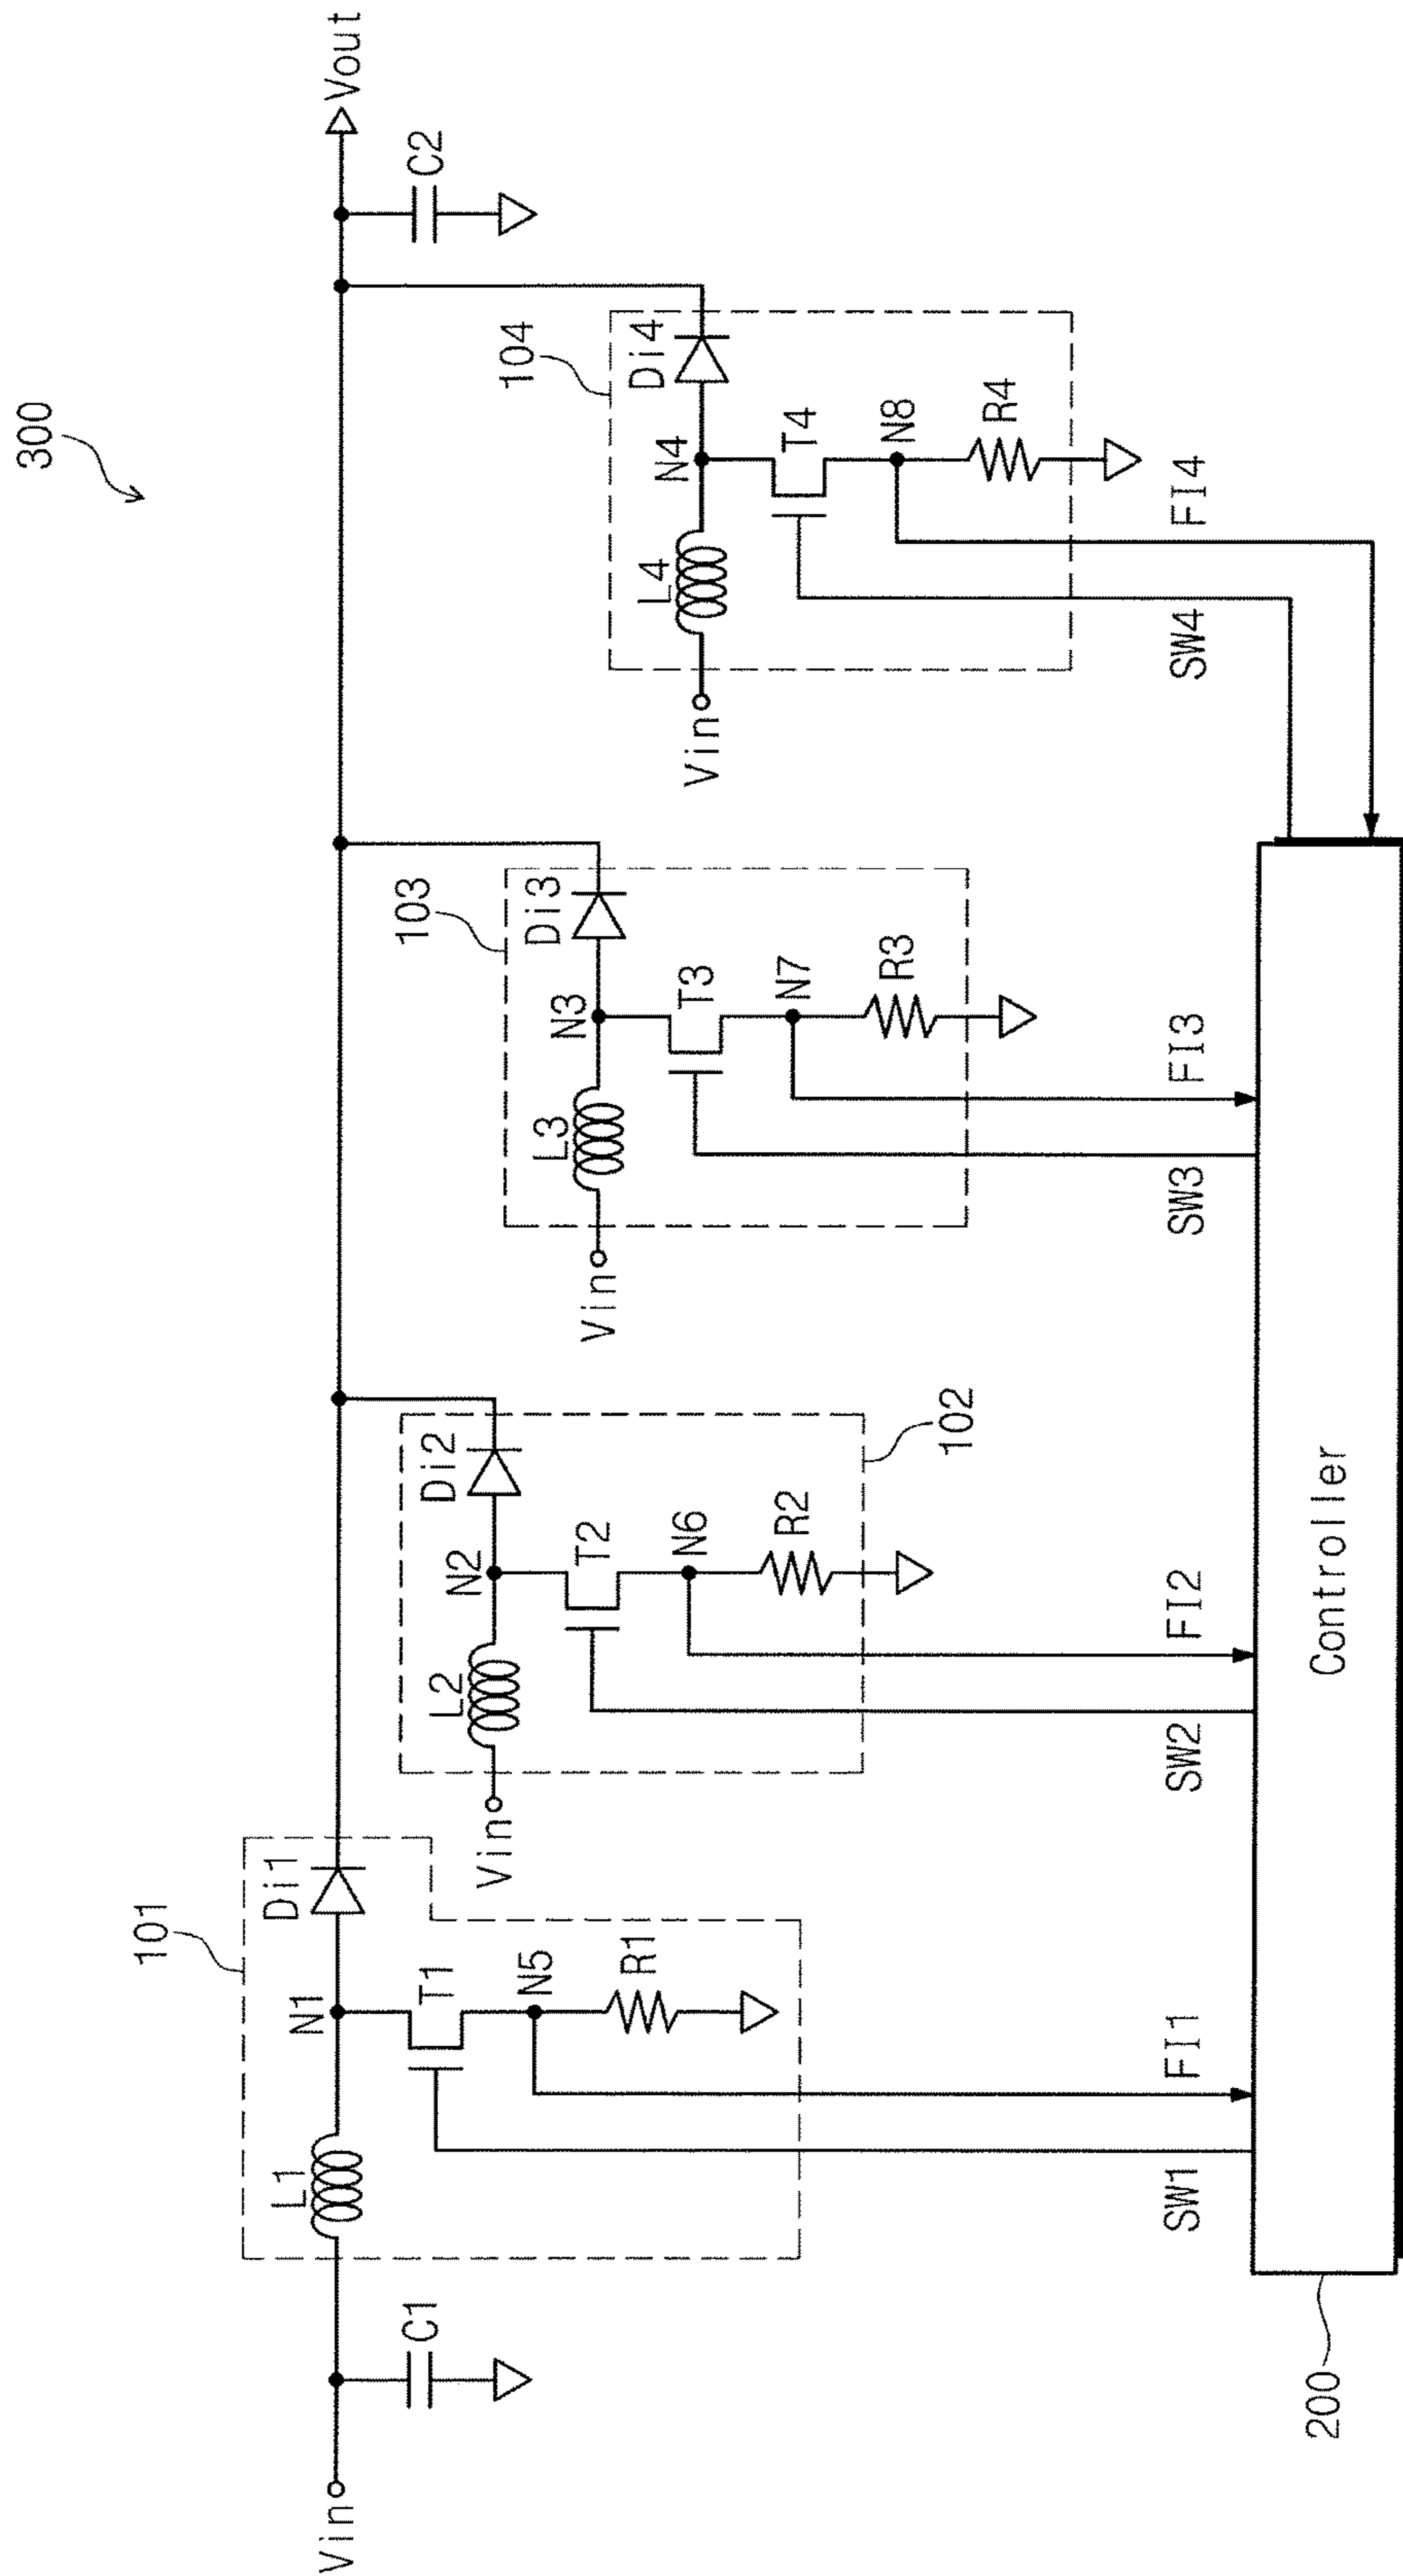 300
Vin
C1
101
L1
N1
Di1
T1
N5
R1
SW1
FI1
Vin
L2
N2
Di2
T2
N6
R2
102
SW2
FI2
Vin
103
L3
N3
Di3
T3
N7
R3
SW3
FI3
Vin
104
L4
N4
Di4
T4
N8
R4
SW4
FI4
C2
Vout
Controller
200